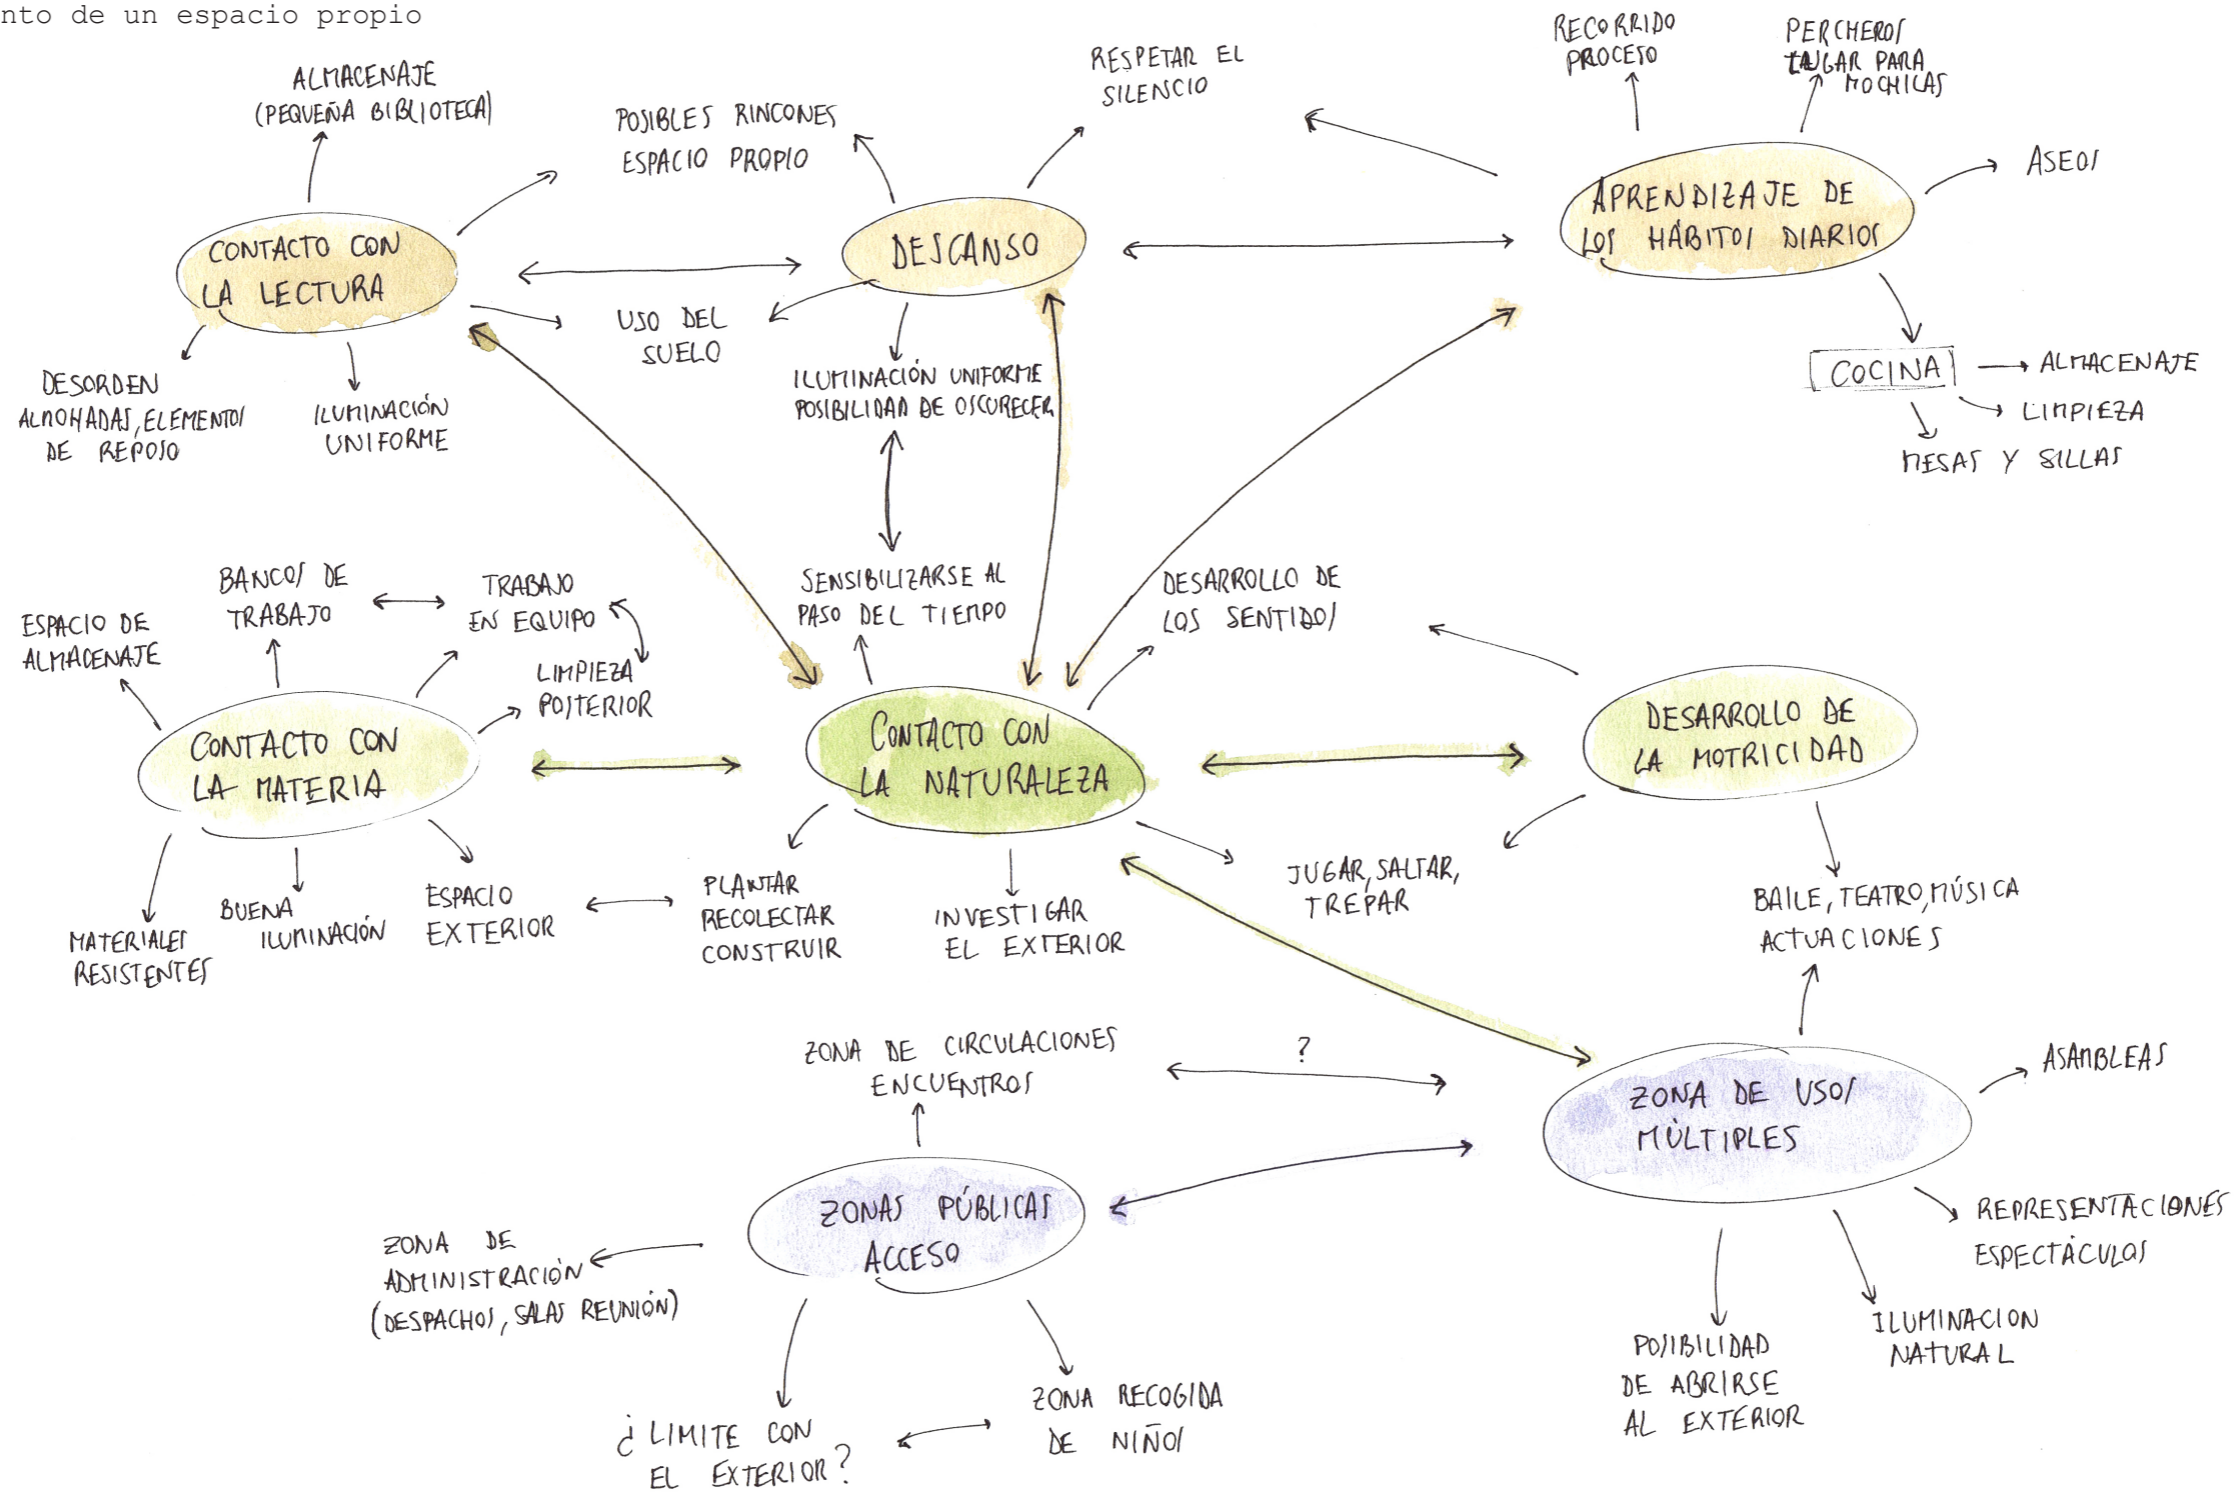 nto de un espacio propio
ALMACENAJE
(PEQUEÑA BIBLIOTECA)
POSIBLES RINCONES
ESPACIO PROPIO
RESPETAR EL
SILENCIO
RECORRIDO
PROCESO
PERCHEROS
LUGAR PARA
MOCHILAS
ASEOS
CONTACTO CON
LA LECTURA
DESCANSO
APRENDIZAJE DE
LOS HÁBITOS DIARIOS
USO DEL
SUELO
DESORDEN
ALMOHADAS, ELEMENTOS
DE REPOSO
ILUMINACIÓN
UNIFORME
ILUMINACIÓN UNIFORME
POSIBILIDAD DE OSCURECER
COCINA
ALMACENAJE
LIMPIEZA
MESAS Y SILLAS
ESPACIO DE
ALMACENAJE
BANCOS DE
TRABAJO
TRABAJO
EN EQUIPO
LIMPIEZA
POSTERIOR
SENSIBILIZARSE AL
PASO DEL TIEMPO
DESARROLLO DE
LOS SENTIDOS
CONTACTO CON
LA MATERIA
CONTACTO CON
LA NATURALEZA
DESARROLLO DE
LA MOTRICIDAD
MATERIALES
RESISTENTES
BUENA
ILUMINACIÓN
ESPACIO
EXTERIOR
PLANTAR
RECOLECTAR
CONSTRUIR
INVESTIGAR
EL EXTERIOR
JUGAR, SALTAR,
TREPAR
BAILE, TEATRO, MÚSICA
ACTUACIONES
ZONA DE CIRCULACIONES
ENCUENTROS
?
ZONA DE USOS
MÚLTIPLES
ASAMBLEAS
ZONAS PÚBLICAS
ACCESO
REPRESENTACIONES
ESPECTÁCULOS
ZONA DE
ADMINISTRACIÓN
(DESPACHOS, SALAS REUNIÓN)
ILUMINACION
NATURAL
POSIBILIDAD
DE ABRIRSE
AL EXTERIOR
¿LIMITE CON
EL EXTERIOR?
ZONA RECOGIDA
DE NIÑOS